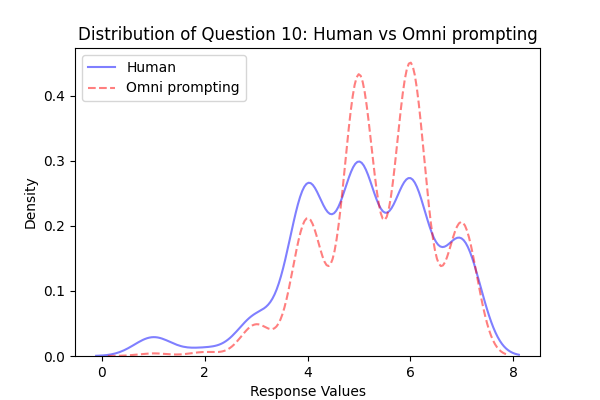 Distribution of Question 10: Human vs Omni prompting
Human
Omni prompting
0.4
0.3
0.2
0.1
0.0
Density
0 2 4 6 8
Response Values